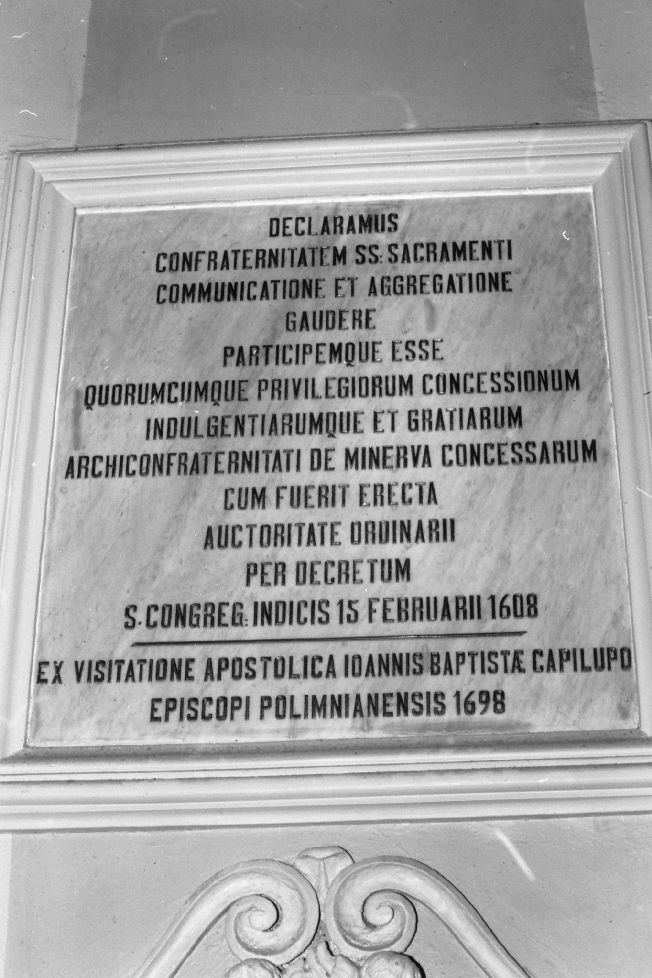 DECLARAMUS
CONFRATERNITATEM SS: SACRAMENTI
COMMUNICATIONE ET AGGREGATIONE
GAUDERE
PARTICIPEMQUE ESSE
QUORUMCUMQUE PRIVILEGIORUM CONCESSIONUM
INDULGENTIARUMQUE ET GRATIARUM
ARCHICONFRATERNITATI DE MINERVA CONCESSARUM
CUM FUERIT ERECTA
AUCTORITATE ORDINARII
PER DECRETUM
S. CONGREG: INDICIS 15 FEBRUARII 1608
EX VISITATIONE APOSTOLICA IOANNIS BAPTISTÆ CAPILUPO
EPISCOPI POLIMNIANENSIS 1698